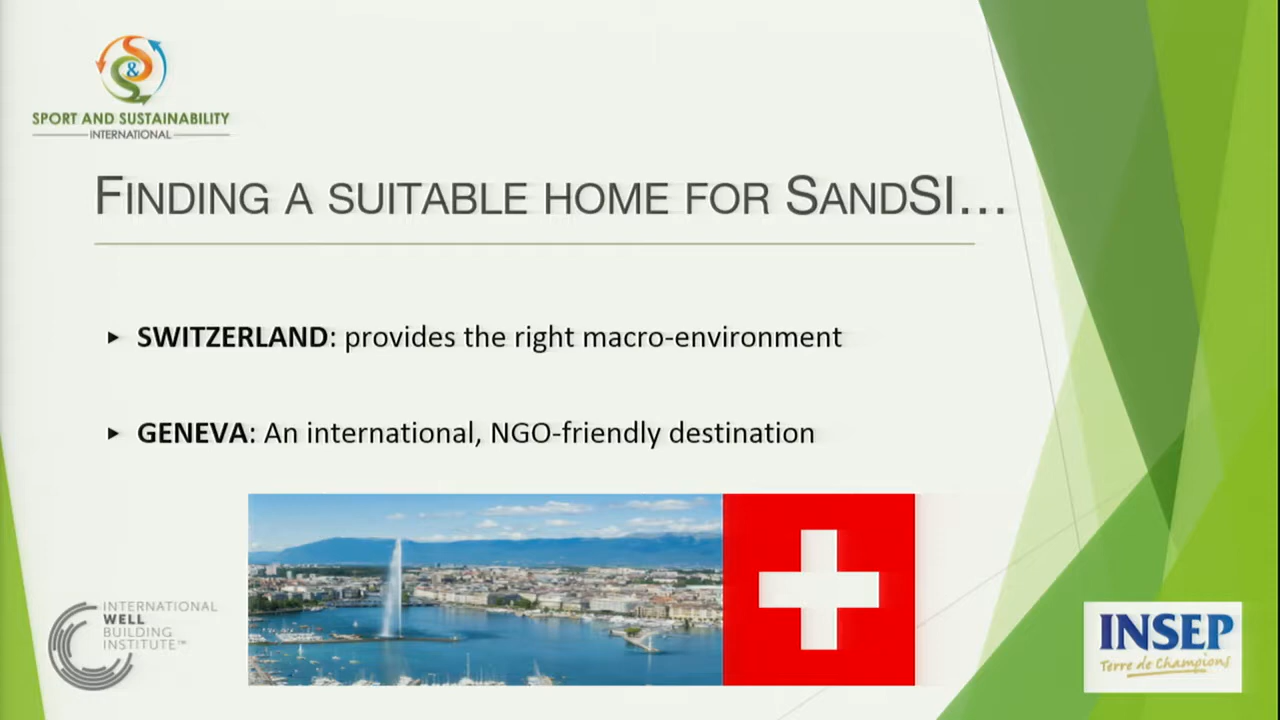 S & S
SPORT AND SUSTAINABILITY
INTERNATIONAL
FINDING A SUITABLE HOME FOR SANDSI...
SWITZERLAND: provides the right macro-environment
GENEVA: An international, NGO-friendly destination
INTERNATIONAL
WELL
BUILDING
INSTITUTE™
INSEP
Terre de Champions